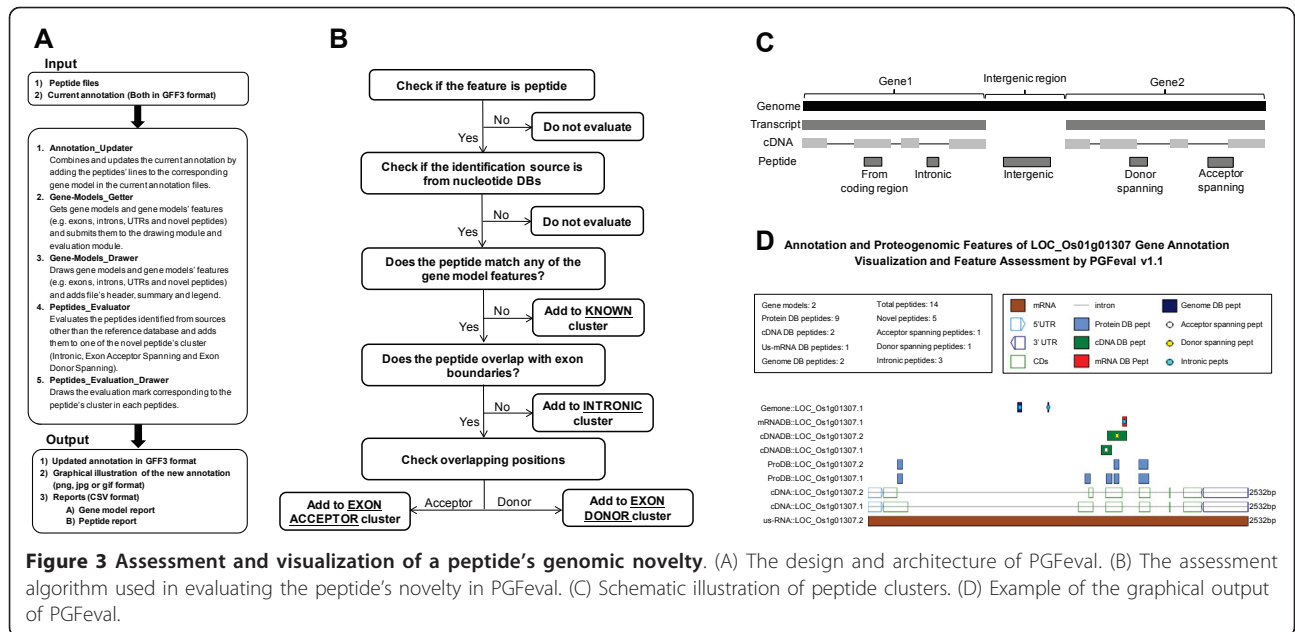 A
Input
1) Peptide files
2) Current annotation (Both in GFF3 format)
1. Annotation_Updater
Combines and updates the current annotation by
adding the peptides' lines to the corresponding
gene model in the current annotation files.
2. Gene-Models_Getter
Gets gene models and gene models' features
(e.g. exons, introns, UTRs and novel peptides)
and submits them to the drawing module and
evaluation module.
3. Gene-Models_Drawer
Draws gene models and gene models' features
(e.g. exons, introns, UTRs and novel peptides)
and adds file's header, summary and legend.
4. Peptides_Evaluator
Evaluates the peptides identified from sources
other than the reference database and adds
them to one of the novel peptide's cluster
(Intronic, Exon Acceptor Spanning and Exon
Donor Spanning).
5. Peptides_Evaluation_Drawer
Draws the evaluation mark corresponding to the
peptide's cluster in each peptides.
Output
1) Updated annotation in GFF3 format
2) Graphical illustration of the new annotation
(png, jpg or gif format)
3) Reports (CSV format)
A) Gene model report
B) Peptide report
B
Check if the feature is peptide
No
Yes
Do not evaluate
Check if the identification source is
from nucleotide DBs
No
Yes
Do not evaluate
Does the peptide match any of the
gene model features?
Yes
Add to KNOWN
cluster
No
Does the peptide overlap with exon
boundaries?
No
Add to INTRONIC
cluster
Yes
Check overlapping positions
Acceptor
Donor
Add to EXON
ACCEPTOR cluster
Add to EXON
DONOR cluster
C
Gene1
Intergenic region
Gene2
Genome
Transcript
cDNA
Peptide
From
coding region
Intronic
Intergenic
Donor
spanning
Acceptor
spanning
D
Annotation and Proteogenomic Features of LOC_Os01g01307 Gene Annotation
Visualization and Feature Assessment by PGFeval v1.1
Gene models: 2
Protein DB peptides: 9
cDNA DB peptides: 2
Us-mRNA DB peptides: 1
Genome DB peptides: 2
Total peptides: 14
Novel peptides: 5
Acceptor spanning peptides: 1
Donor spanning peptides: 1
Intronic peptides: 3
mRNA
5'UTR
3' UTR
CDs
intron
Protein DB pept
cDNA DB pept
mRNA DB Pept
Genome DB pept
Acceptor spanning pept
Donor spanning pept
Intronic pepts
Gemone::LOC_Os1g01307.1
mRNADB::LOC_Os1g01307.1
cDNADB::LOC_Os1g01307.2
cDNADB::LOC_Os1g01307.1
ProDB::LOC_Os1g01307.2
ProDB::LOC_Os1g01307.1
cDNA::LOC_Os1g01307.2
2532bp
cDNA::LOC_Os1g01307.1
2532bp
us-RNA::LOC_Os1g01307.2
2532bp
Figure 3 Assessment and visualization of a peptide's genomic novelty. (A) The design and architecture of PGFeval. (B) The assessment
algorithm used in evaluating the peptide's novelty in PGFeval. (C) Schematic illustration of peptide clusters. (D) Example of the graphical output
of PGFeval.